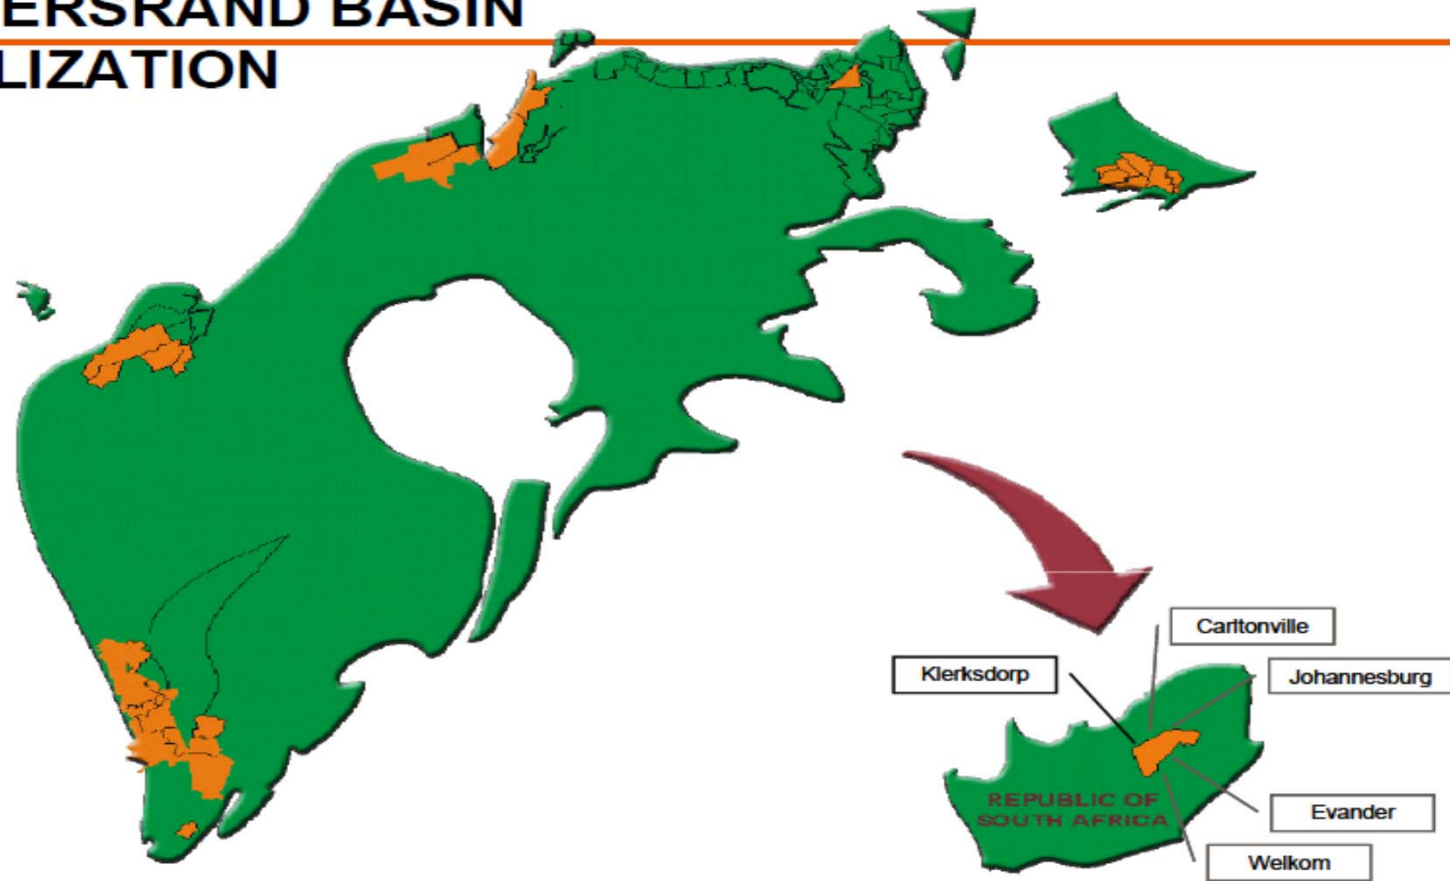 ERSRAND BASIN
LIZATION
Carltonville
Klerksdorp
Johannesburg
REPUBLIC OF
SOUTH AFRICA
Evander
Welkom